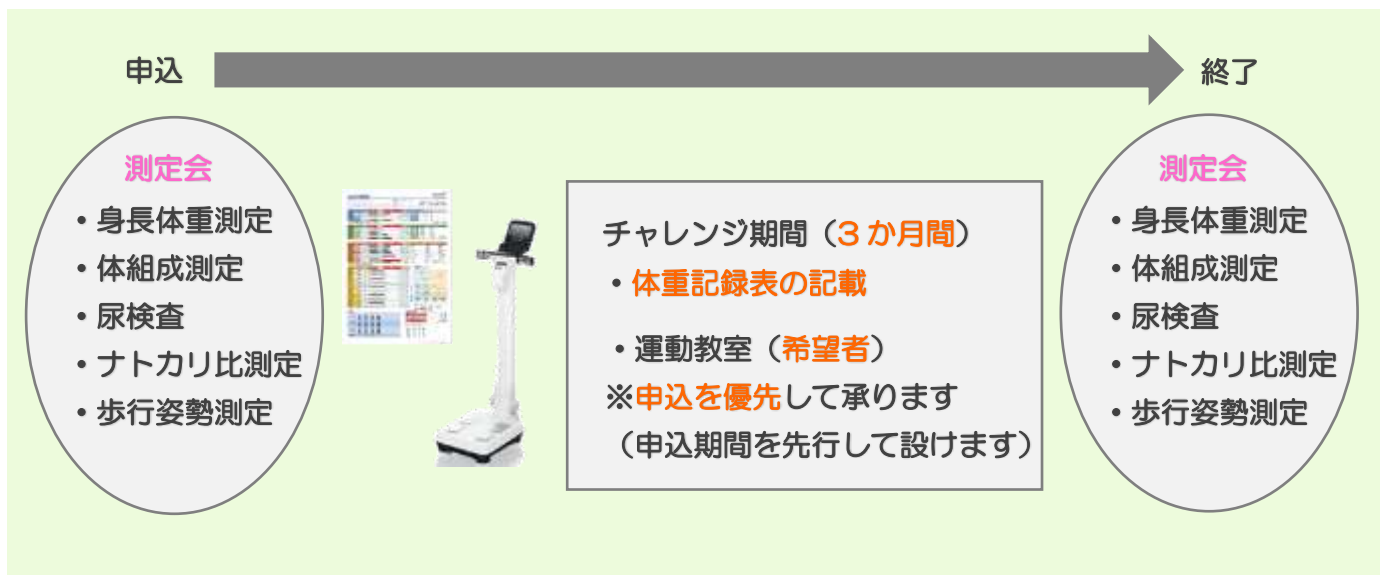 申込
終了
測定会
・身長体重測定
・体組成測定
・尿検査
・ナトカリ比測定
・歩行姿勢測定
チャレンジ期間（3か月間）
・体重記録表の記載
・運動教室（希望者）
※申込を優先して承ります
（申込期間を先行して設けます）
測定会
・身長体重測定
・体組成測定
・尿検査
・ナトカリ比測定
・歩行姿勢測定